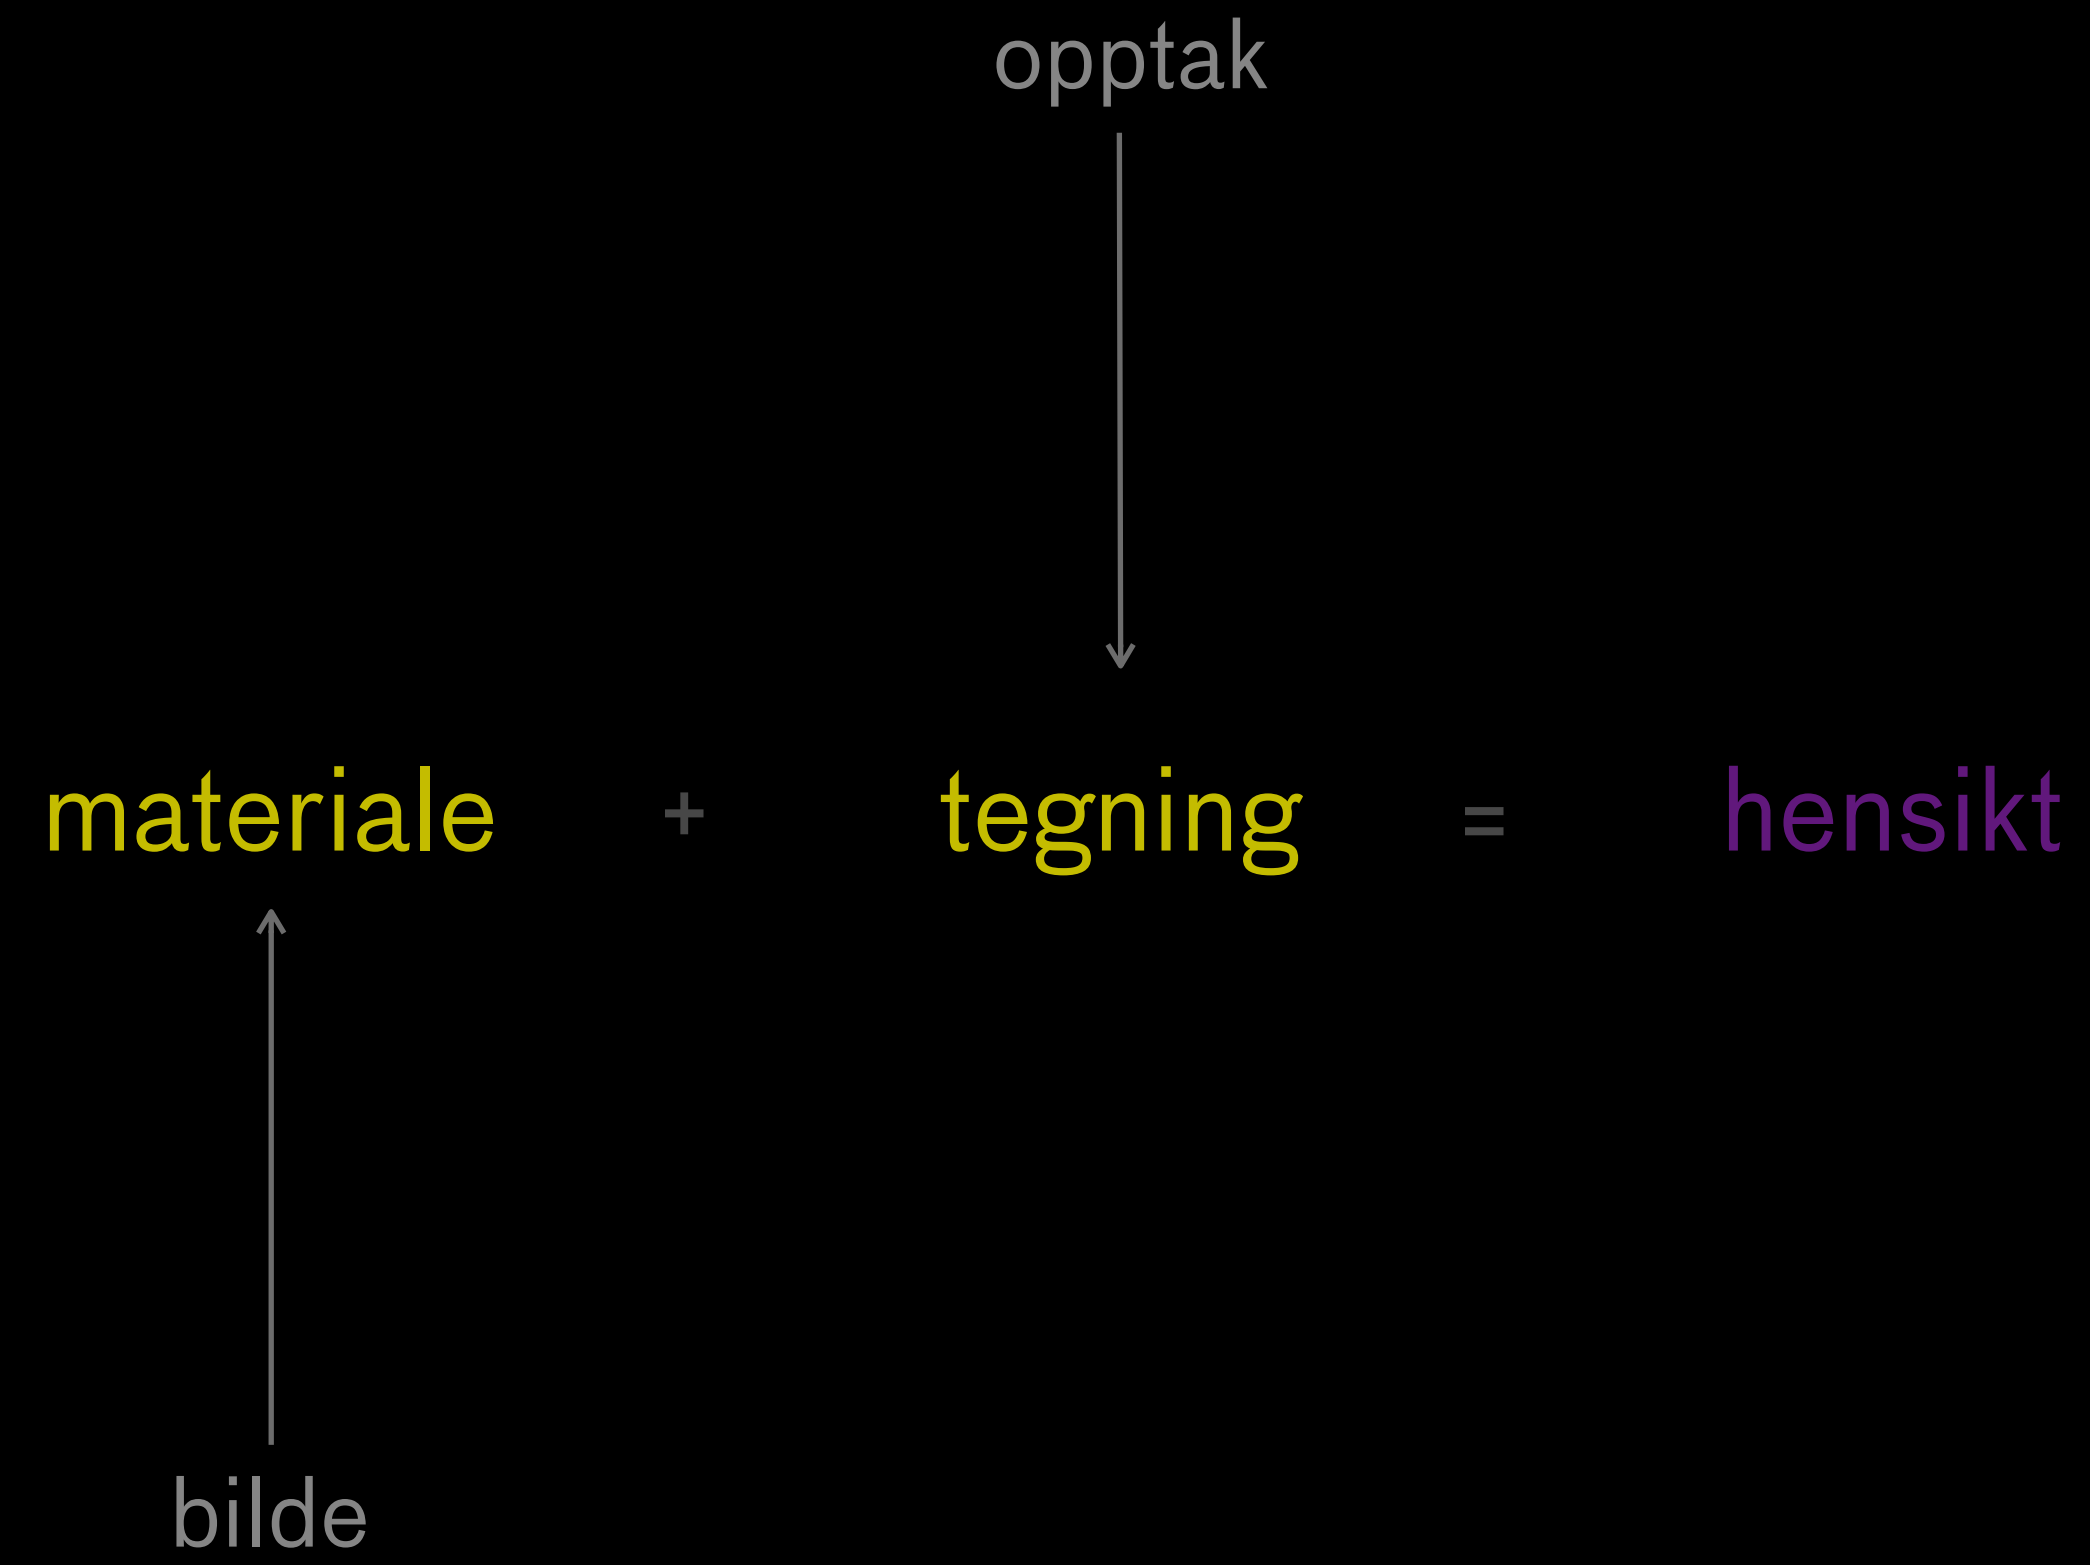 opptak
materiale + tegning = hensikt
bilde